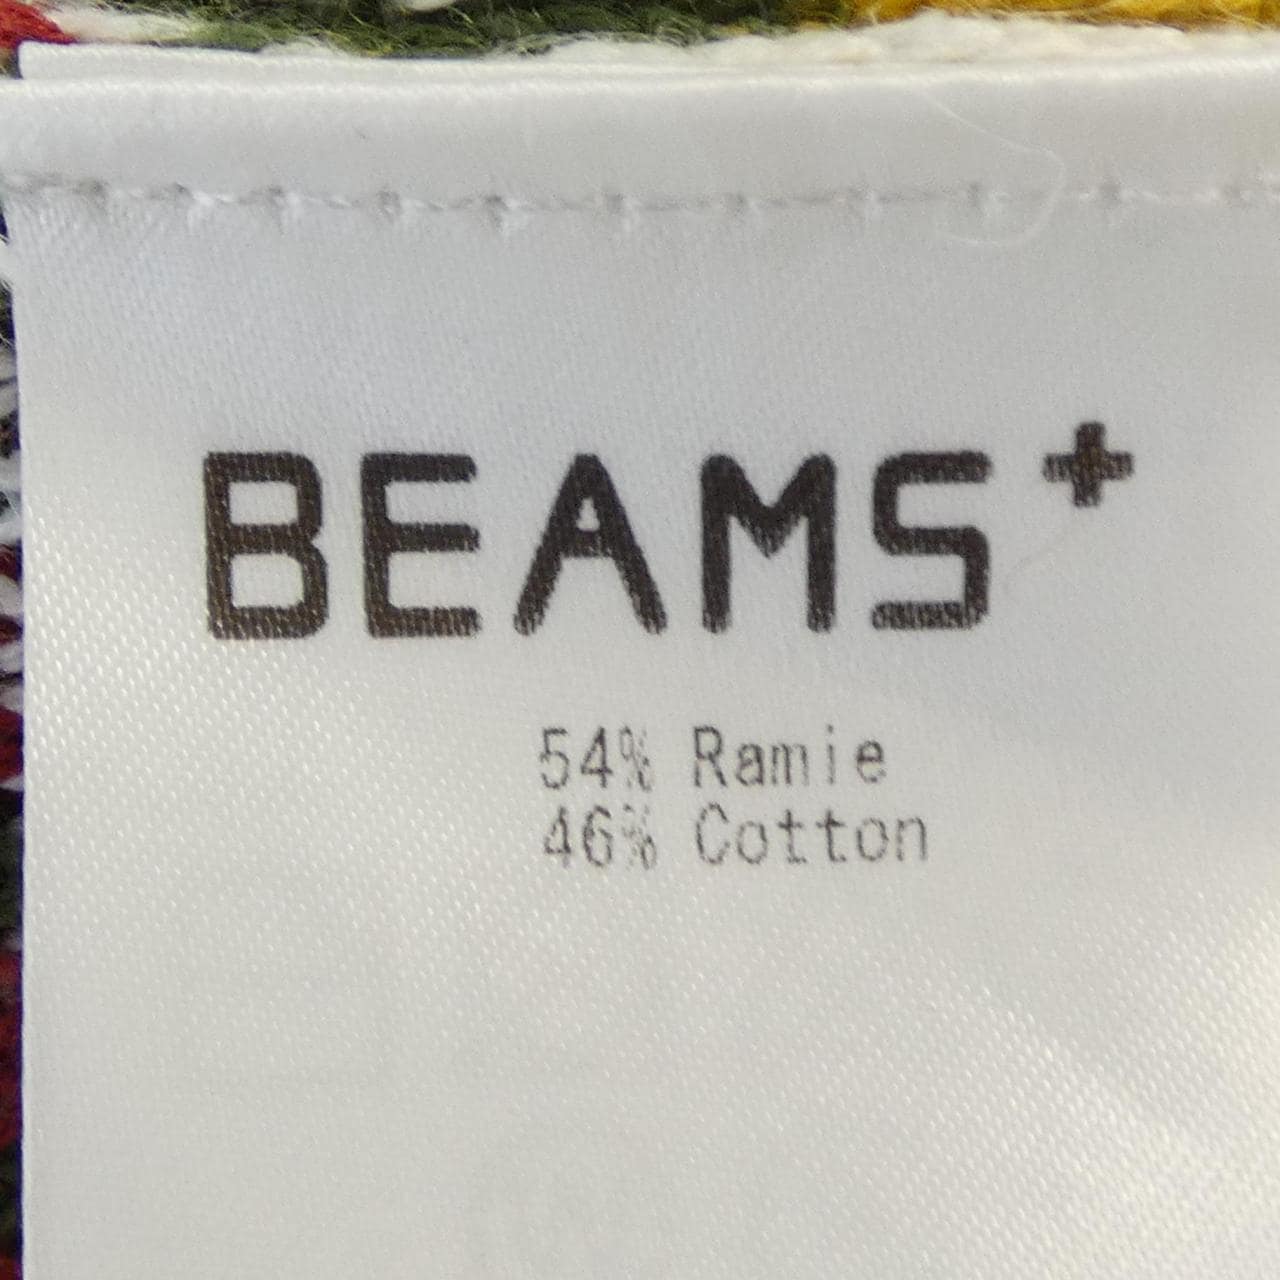 BEAMS+
54% Ramie
46% Cotton